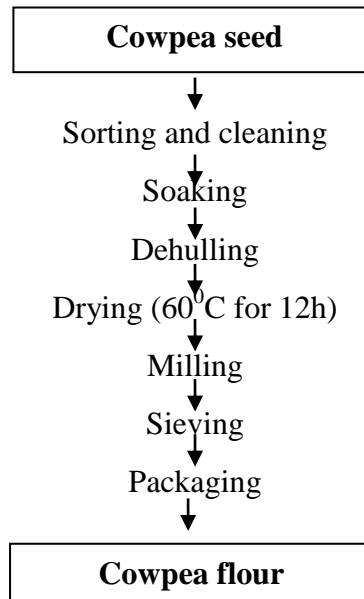 Cowpea seed
Sorting and cleaning
Soaking
Dehulling
Drying (60⁰C for 12h)
Milling
Sieving
Packaging
Cowpea flour